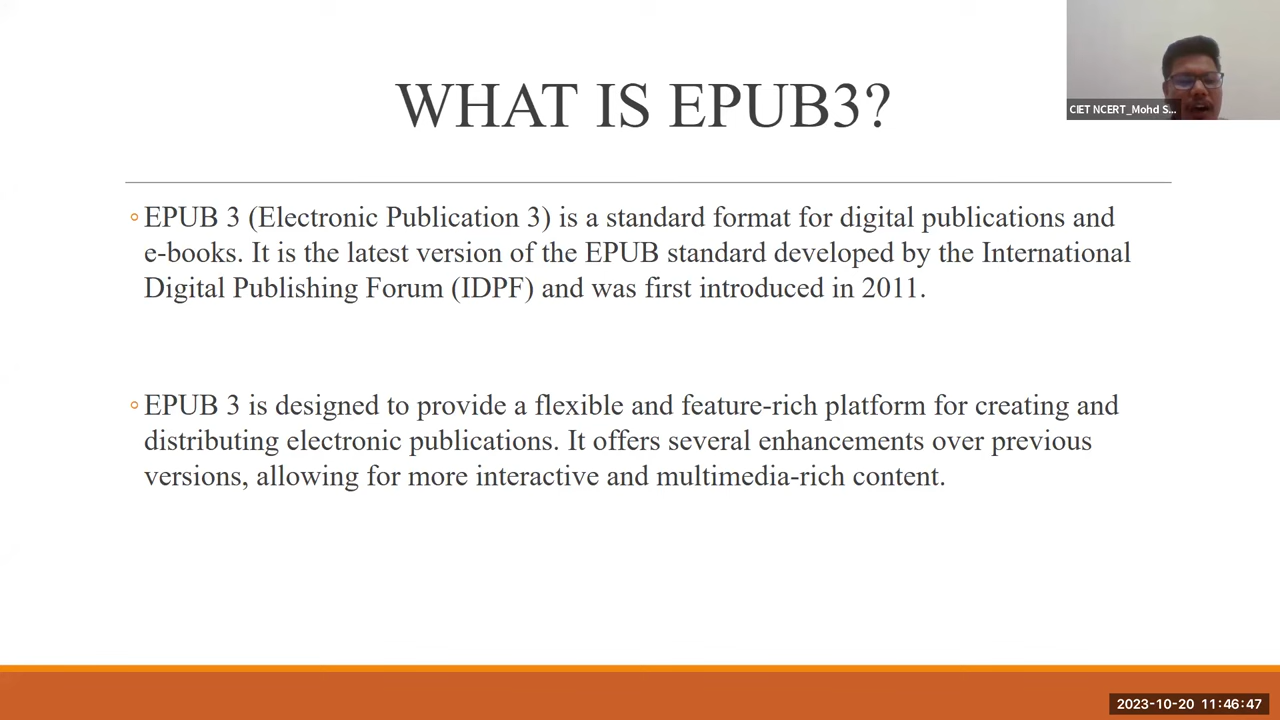 WHAT IS EPUB3?
CIET NCERT_Mohd S...
EPUB 3 (Electronic Publication 3) is a standard format for digital publications and
e-books. It is the latest version of the EPUB standard developed by the International
Digital Publishing Forum (IDPF) and was first introduced in 2011.
EPUB 3 is designed to provide a flexible and feature-rich platform for creating and
distributing electronic publications. It offers several enhancements over previous
versions, allowing for more interactive and multimedia-rich content.
2023-10-20 11:46:47